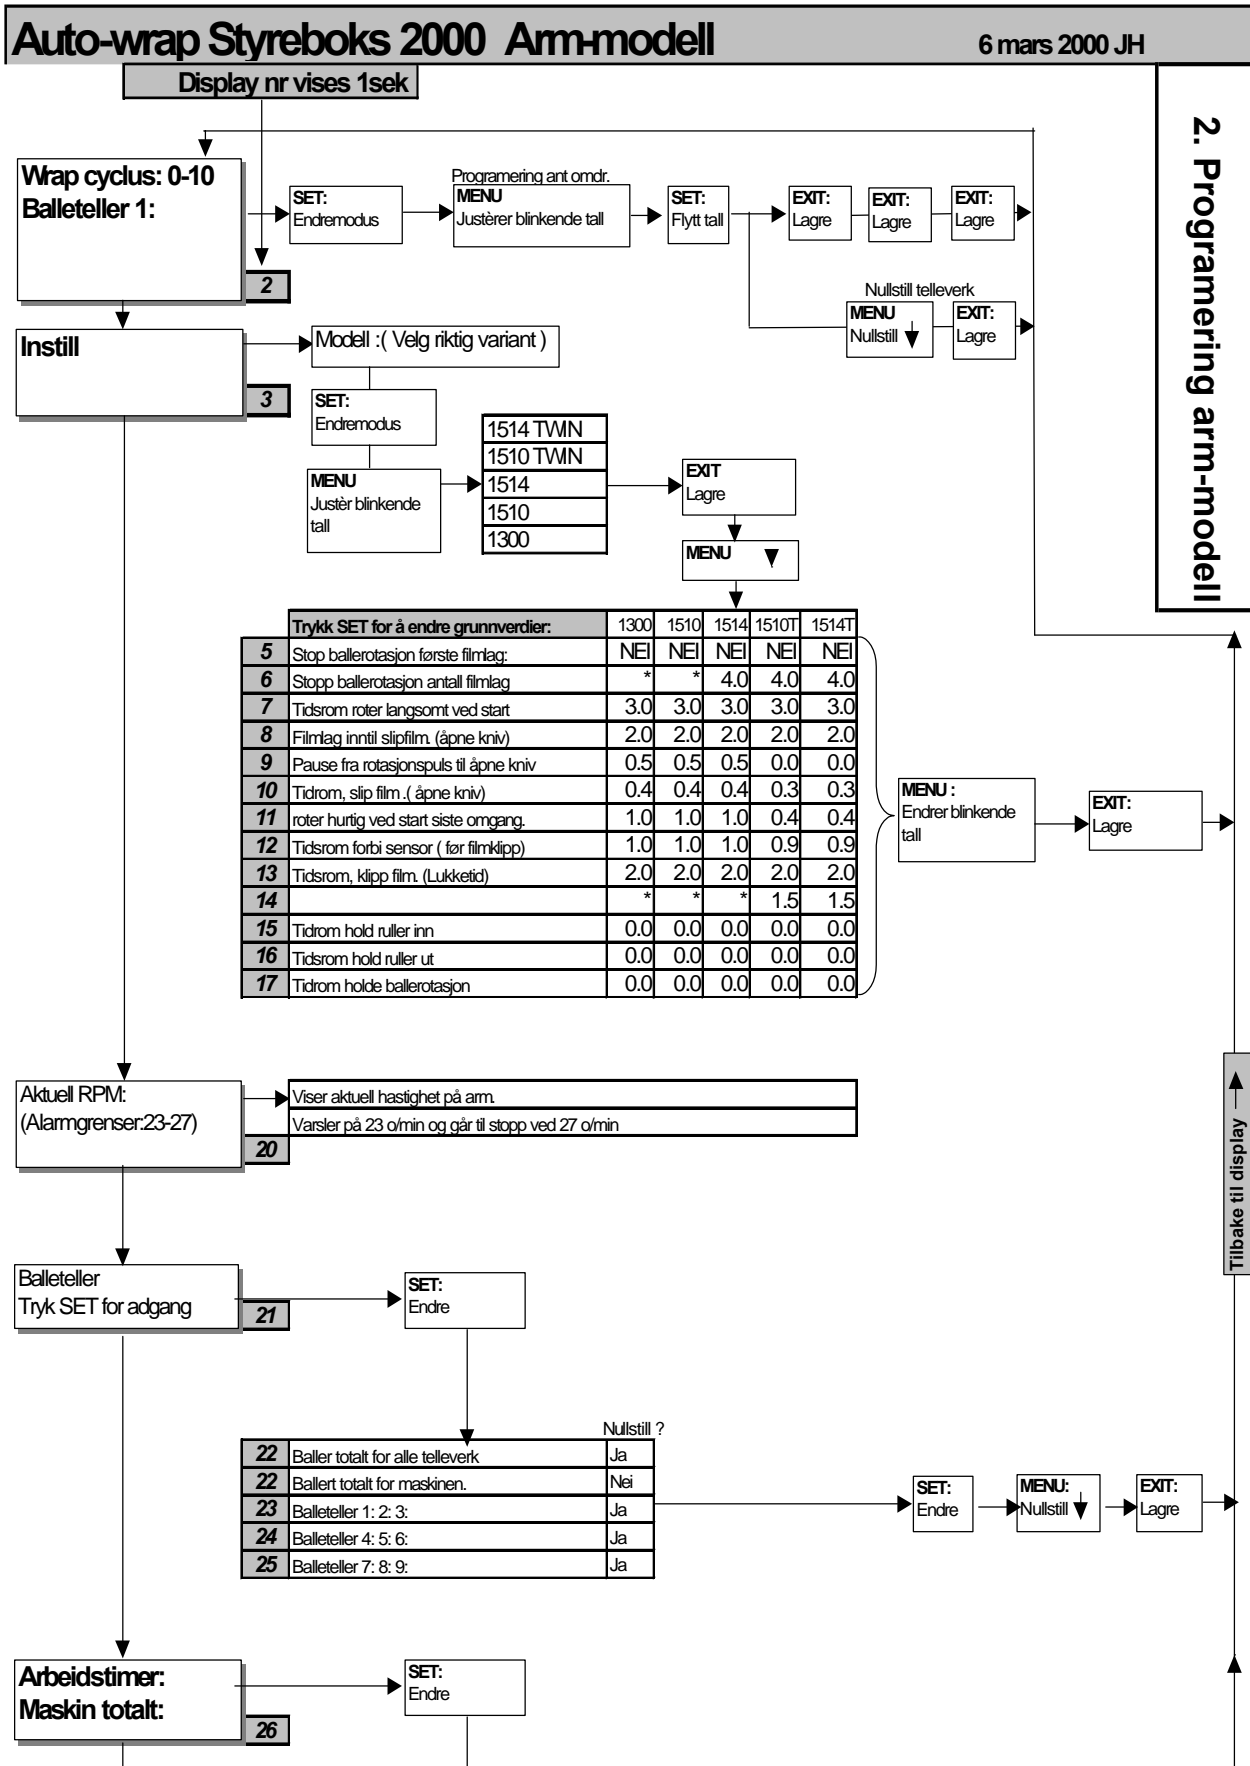 Auto-wrap Styreboks 2000 Arm-modell
6 mars 2000 JH
Display nr vises 1sek
2. Programering arm-modell
Wrap cyclus: 0-10
Balleteller 1:
2
SET:
Endremodus
Programering ant omdr.
MENU
Justèrer blinkende tall
SET:
Flytt tall
EXIT:
Lagre
EXIT:
Lagre
EXIT:
Lagre
Nullstill telleverk
MENU
Nullstill
EXIT:
Lagre
Instill
3
Modell :( Velg riktig variant )
SET:
Endremodus
MENU
Justèr blinkende
tall
1514 TWIN
1510 TWIN
1514
1510
1300
EXIT
Lagre
MENU
Trykk SET for å endre grunnverdier: 1300 1510 1514 1510T 1514T
5 Stop ballerotasjon første filmlag: NEI NEI NEI NEI NEI
6 Stopp ballerotasjon antall filmlag * * 4.0 4.0 4.0
7 Tidsrom roter langsomt ved start 3.0 3.0 3.0 3.0 3.0
8 Filmlag inntil slipfilm. (åpne kniv) 2.0 2.0 2.0 2.0 2.0
9 Pause fra rotasjonspuls til åpne kniv 0.5 0.5 0.5 0.0 0.0
10 Tidrom, slip film .( åpne kniv) 0.4 0.4 0.4 0.3 0.3
11 roter hurtig ved start siste omgang. 1.0 1.0 1.0 0.4 0.4
12 Tidsrom forbi sensor ( før filmklipp) 1.0 1.0 1.0 0.9 0.9
13 Tidsrom, klipp film. (Lukketid) 2.0 2.0 2.0 2.0 2.0
14 * * * 1.5 1.5
15 Tidrom hold ruller inn 0.0 0.0 0.0 0.0 0.0
16 Tidsrom hold ruller ut 0.0 0.0 0.0 0.0 0.0
17 Tidrom holde ballerotasjon 0.0 0.0 0.0 0.0 0.0
MENU :
Endrer blinkende
tall
EXIT:
Lagre
Aktuell RPM:
(Alarmgrenser:23-27)
20
Viser aktuell hastighet på arm.
Varsler på 23 o/min og går til stopp ved 27 o/min
Tilbake til display
Balleteller
Tryk SET for adgang
21
SET:
Endre
Nullstill ?
22 Baller totalt for alle telleverk Ja
22 Ballert totalt for maskinen. Nei
23 Balleteller 1: 2: 3: Ja
24 Balleteller 4: 5: 6: Ja
25 Balleteller 7: 8: 9: Ja
SET:
Endre
MENU:
Nullstill
EXIT:
Lagre
Arbeidstimer:
Maskin totalt:
26
SET:
Endre